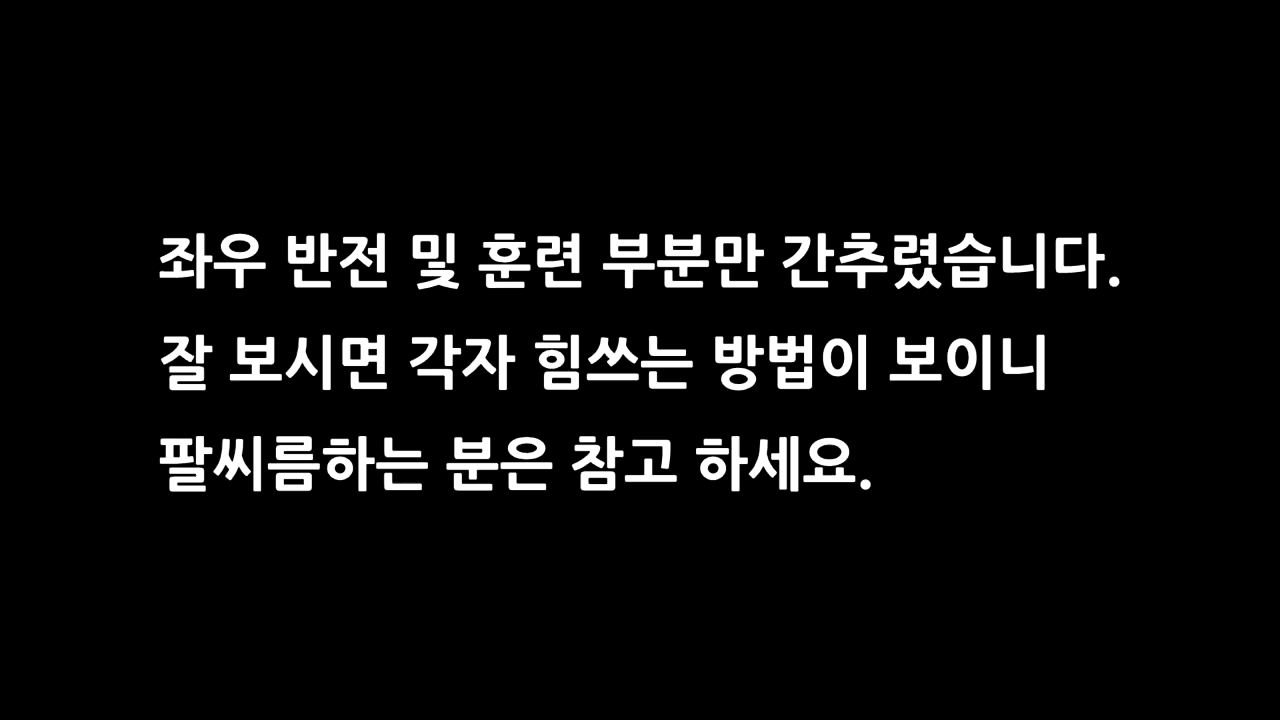 좌우 반전 및 훈련 부분만 간추렸습니다.
잘 보시면 각자 힘쓰는 방법이 보이니
팔씨름하는 분은 참고 하세요.